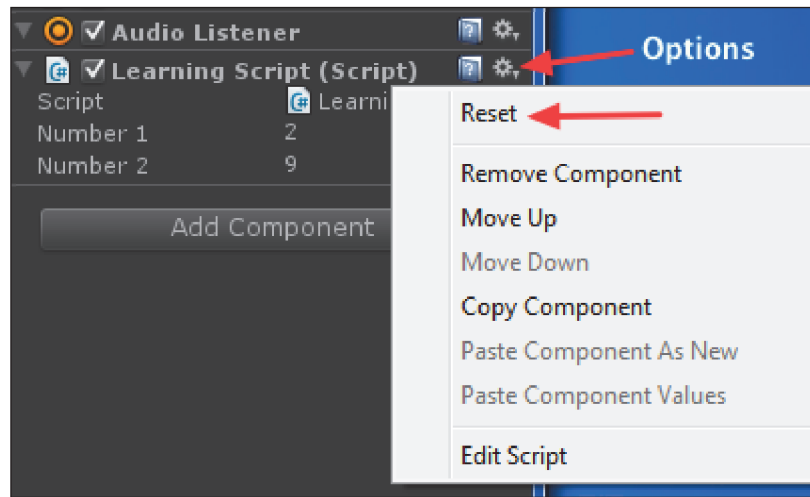 Audio Listener
Options
Learning Script (Script)
Script Learni
Reset
Number 1 2
Number 2 9
Remove Component
Add Component
Move Up
Move Down
Copy Component
Paste Component As New
Paste Component Values
Edit Script